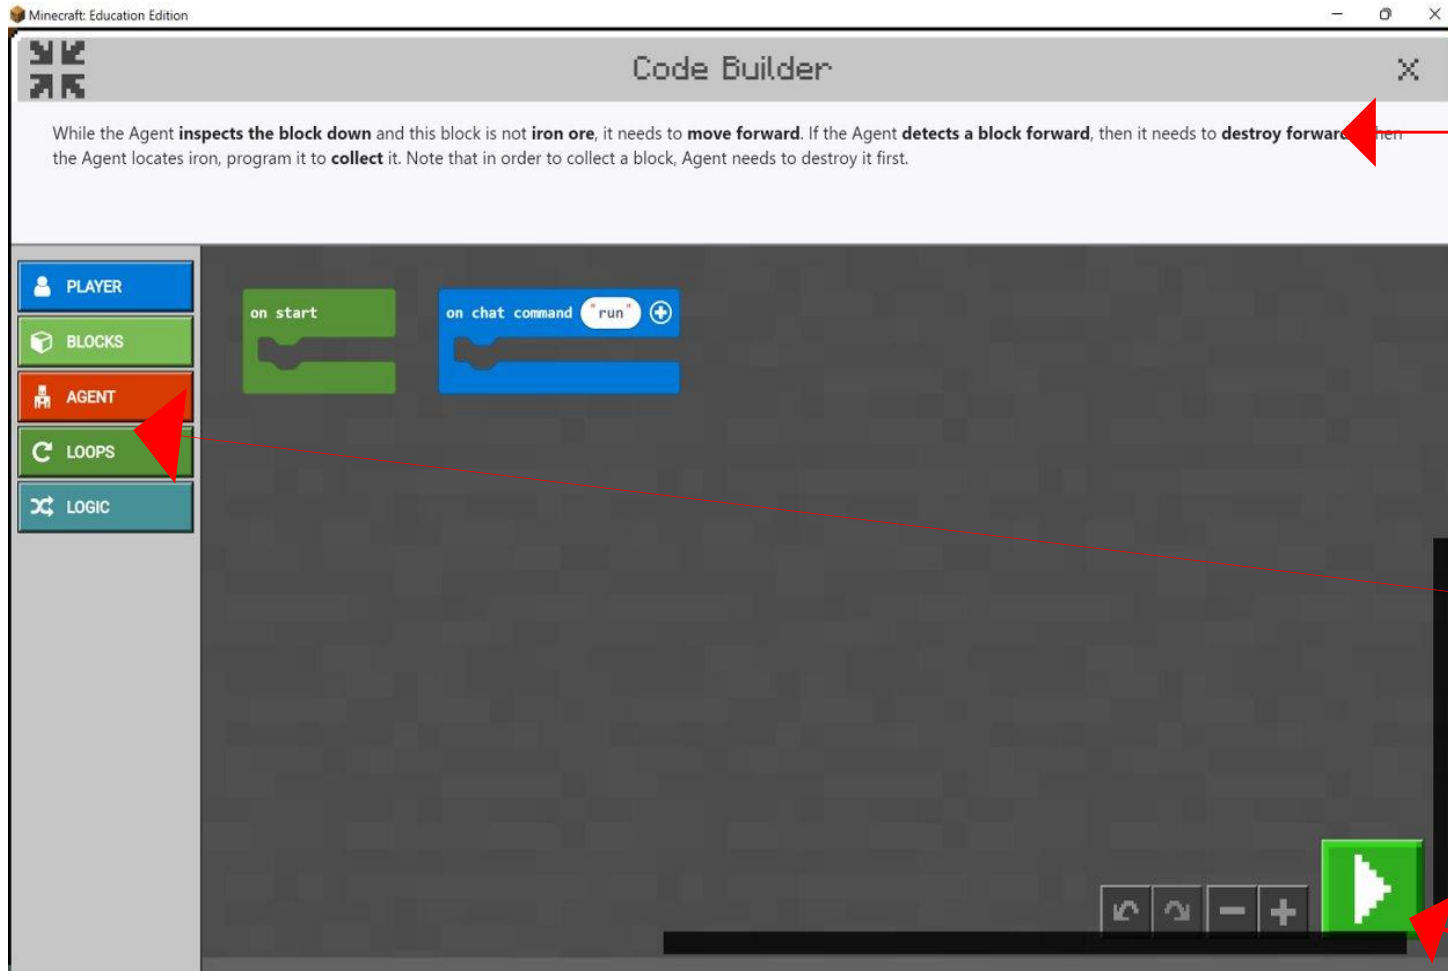 Minecraft: Education Edition
Code Builder
While the Agent inspects the block down and this block is not iron ore, it needs to move forward. If the Agent detects a block forward, then it needs to destroy forward
the Agent locates iron, program it to collect it. Note that in order to collect a block, Agent needs to destroy it first.
PLAYER
BLOCKS
AGENT
LOOPS
LOGIC
on start
on chat command "run"